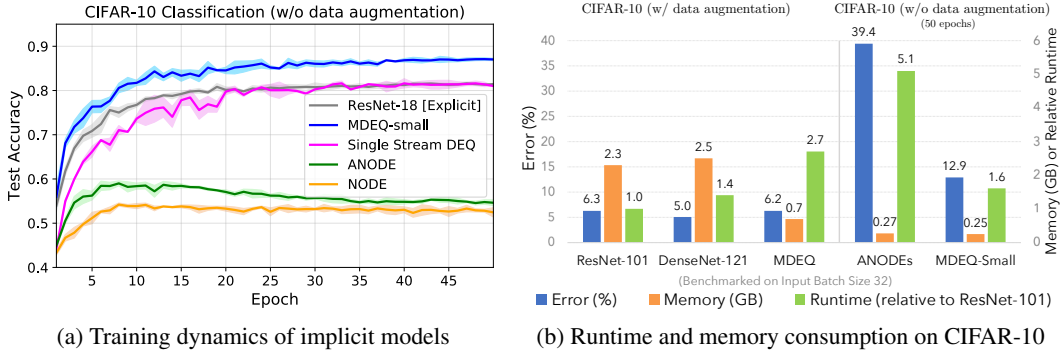 CIFAR-10 Classification (w/o data augmentation)
0.9
0.8
0.7
0.6
0.5
0.4
Test Accuracy
ResNet-18 [Explicit]
MDEQ-small
Single Stream DEQ
ANODE
NODE
5 10 15 20 25 30 35 40 45
Epoch
(a) Training dynamics of implicit models
CIFAR-10 (w/ data augmentation)
CIFAR-10 (w/o data augmentation)
(50 epochs)
40
35
30
25
20
15
10
5
0
Error (%)
6.3 2.3 1.0
5.0 2.5 1.4
6.2 0.7 2.7
39.4 0.27 5.1
12.9 0.25 1.6
6
5
4
3
2
1
0
Memory (GB) or Relative Runtime
ResNet-101 DenseNet-121 MDEQ ANODEs MDEQ-Small
(Benchmarked on Input Batch Size 32)
Error (%) Memory (GB) Runtime (relative to ResNet-101)
(b) Runtime and memory consumption on CIFAR-10